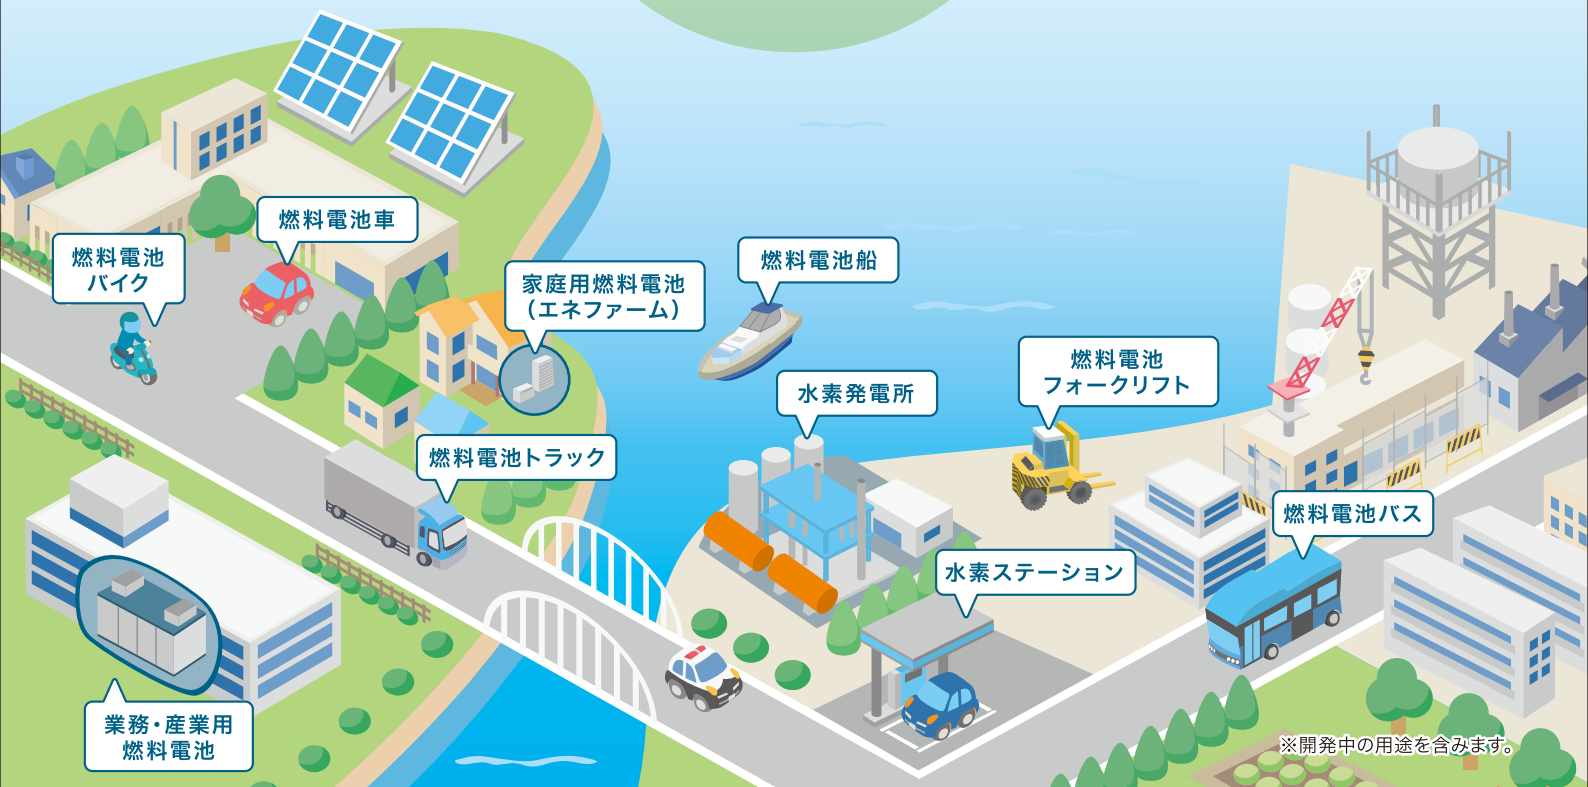 燃料電池車
燃料電池
バイク
家庭用燃料電池
(エネファーム)
燃料電池船
水素発電所
燃料電池
フォークリフト
燃料電池トラック
燃料電池バス
水素ステーション
業務・産業用
燃料電池
※開発中の用途を含みます。